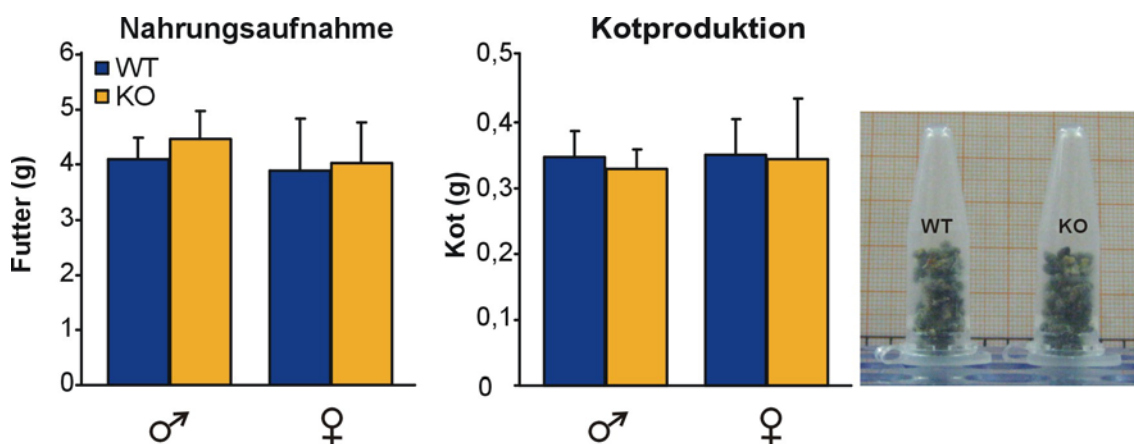 Nahrungsaufnahme
6
5
4
3
2
1
0
Futter (g)
WT
KO
♂
♀
Kotproduktion
0,5
0,4
0,3
0,2
0,1
0
Kot (g)
♂
♀
WT
KO